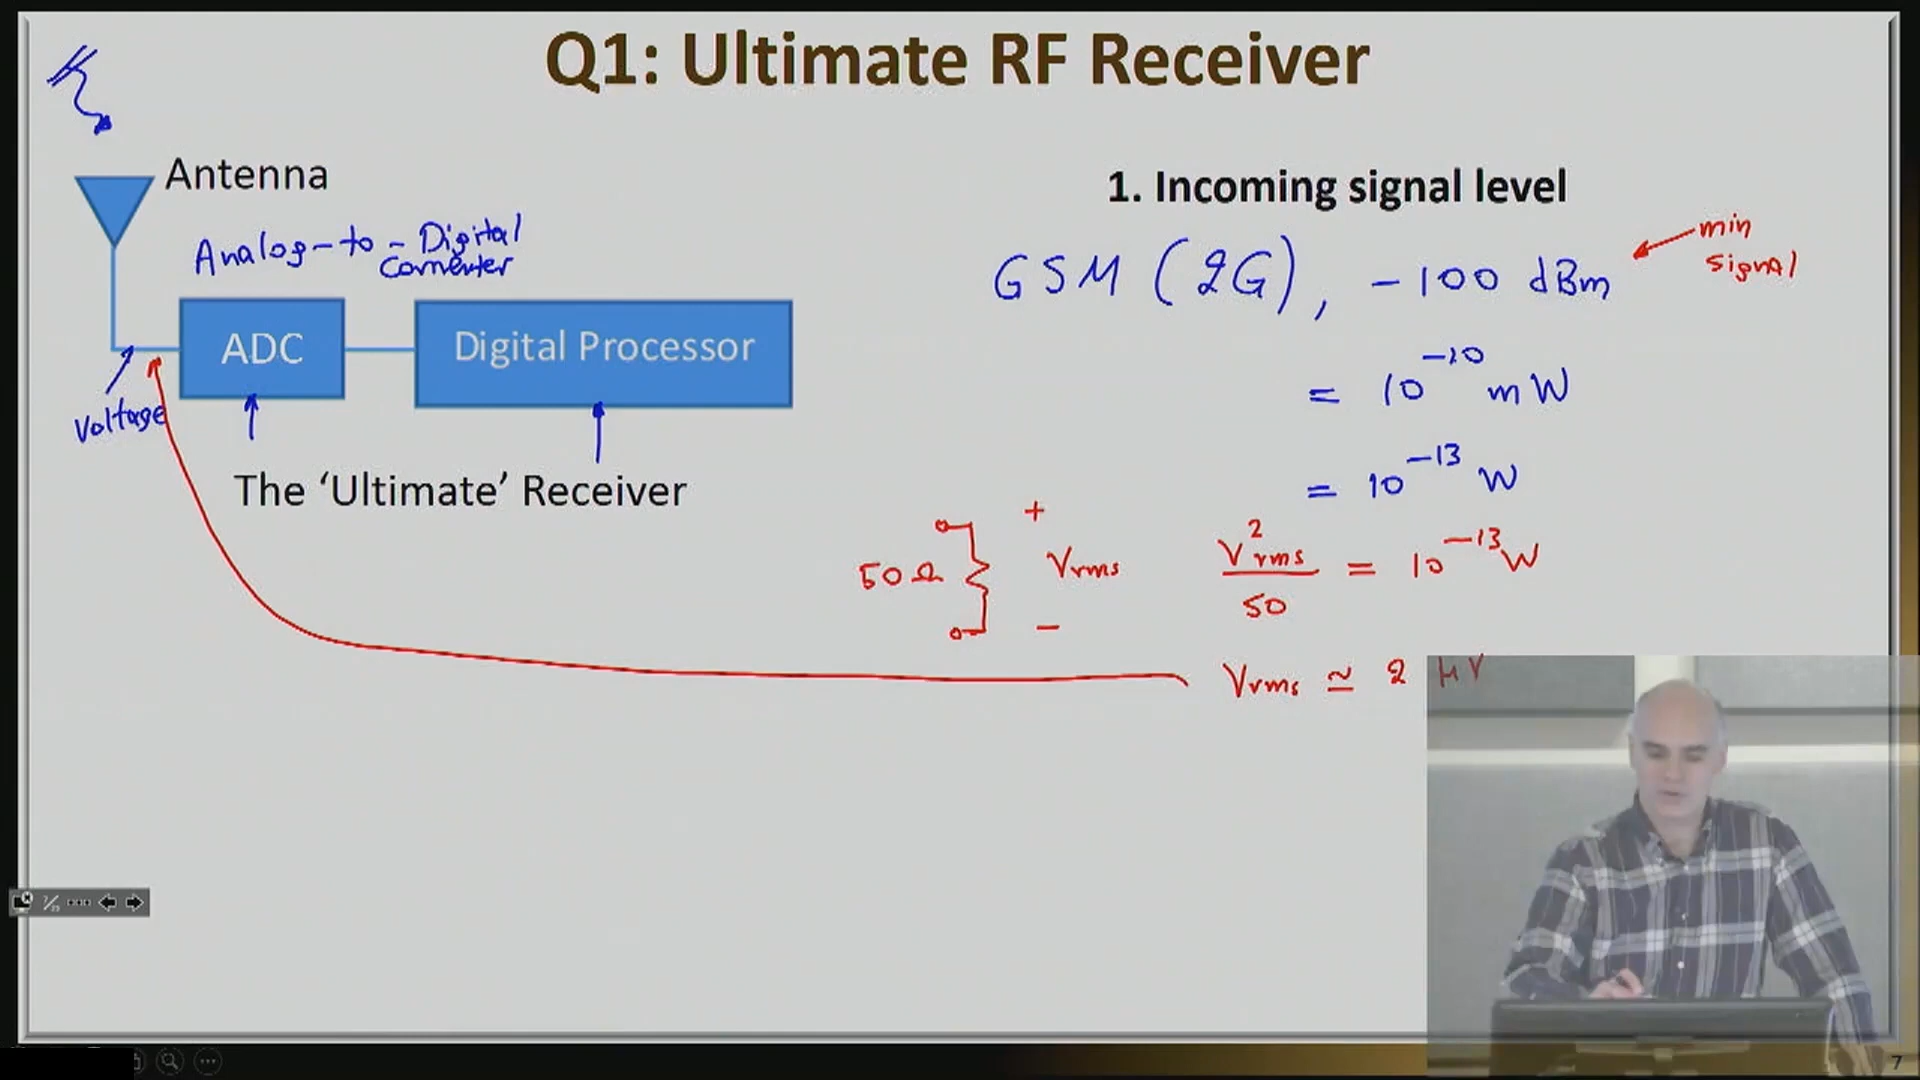 Q1: Ultimate RF Receiver
Antenna
Analog-to-Digital
Converter
ADC
Digital Processor
Voltage
The ‘Ultimate’ Receiver
1. Incoming signal level
GSM (2G), -100 dBm
min
signal
= 10^-10 mW
= 10^-13 W
50 Ω
+
Vrms
-
V²rms / 50 = 10^-13 W
Vrms ≃ 2 μV
7